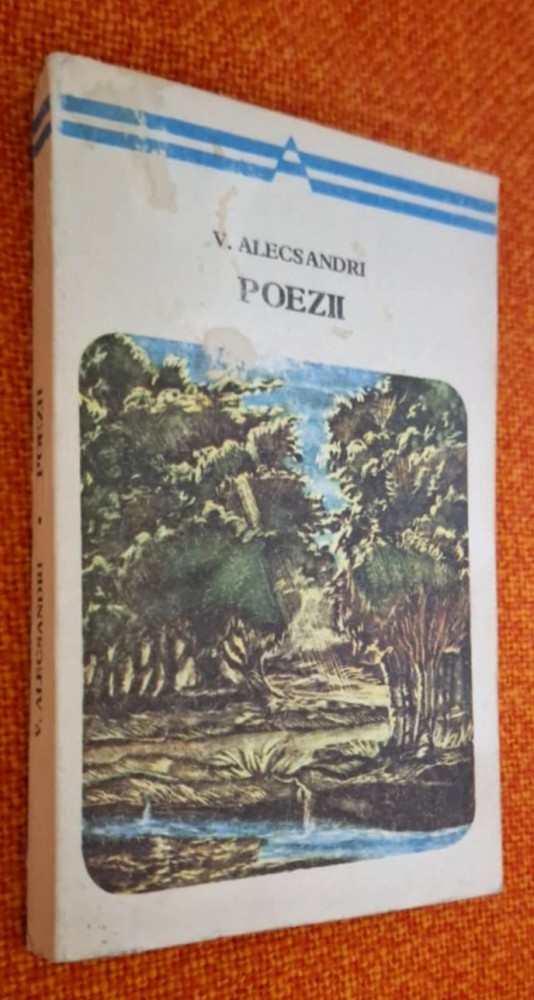 V. ALECSANDRI
POEZII
V. ALECSANDRI • POEZII